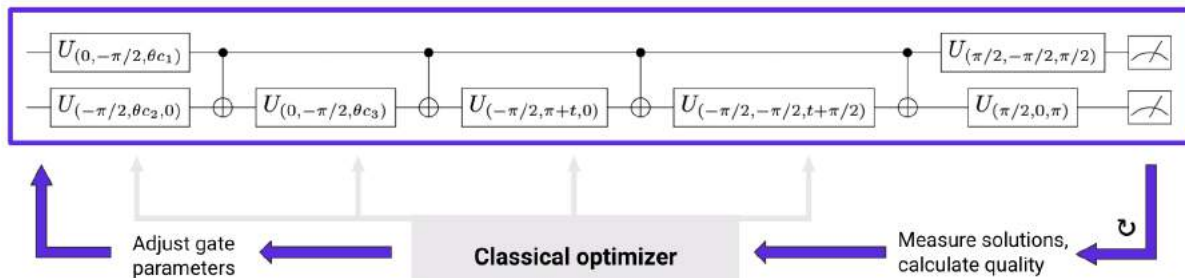 U(0,−π/2,θc₁) U(π/2,−π/2,π/2)
U(−π/2,θc₂,0) U(0,−π/2,θc₃) U(−π/2,π+t,0) U(−π/2,−π/2,t+π/2) U(π/2,0,π)
↻
Adjust gate
parameters
Classical optimizer
Measure solutions,
calculate quality